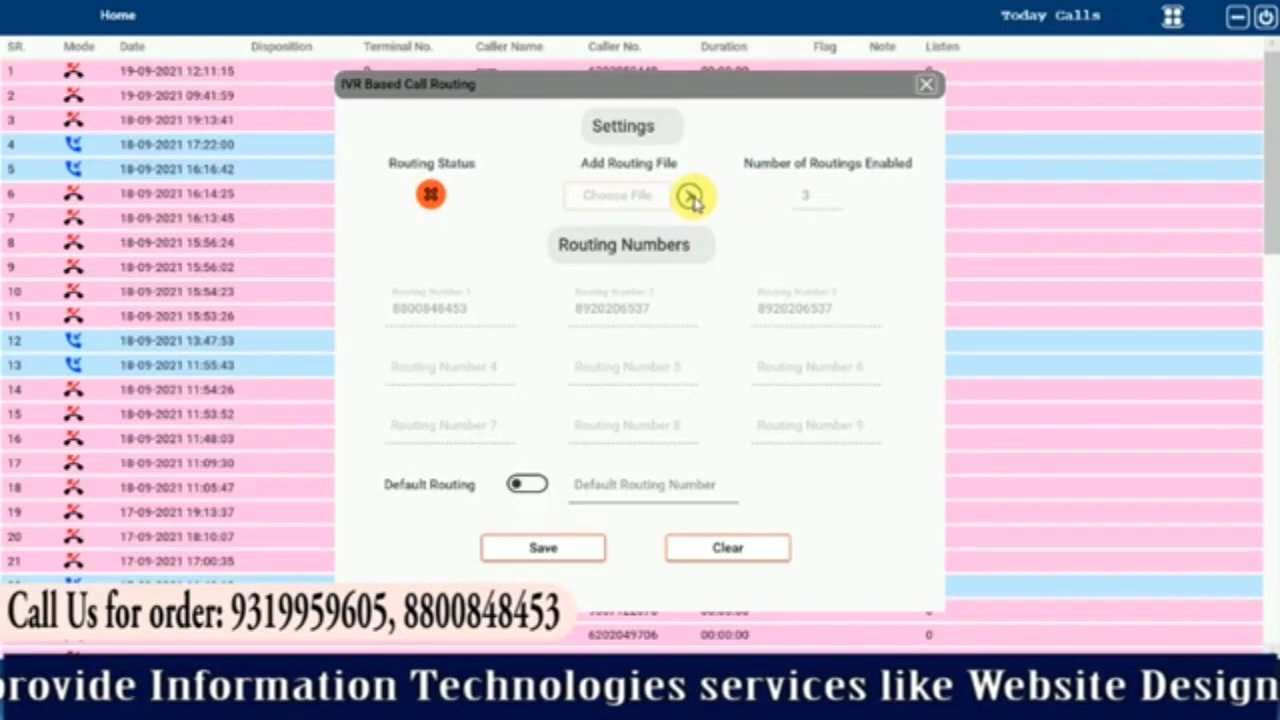 Home Today Calls
SR. Mode Date Disposition Terminal No. Caller Name Caller No. Duration Flag Note Listen
1 19-09-2021 12:11:15
IVR Based Call Routing
2 19-09-2021 09:41:59
3 18-09-2021 19:13:41
Settings
4 18-09-2021 17:22:00
5 18-09-2021 16:16:42
Routing Status Add Routing File Number of Routings Enabled
6 18-09-2021 16:14:25
Choose File 3
7 18-09-2021 16:13:45
8 18-09-2021 15:56:24
Routing Numbers
9 18-09-2021 15:56:02
10 18-09-2021 15:54:23
Routing Number 1 Routing Number 2 Routing Number 3
8800848453 8920206537 8920206537
11 18-09-2021 15:53:26
12 18-09-2021 13:47:53
13 18-09-2021 11:55:43
Routing Number 4 Routing Number 5 Routing Number 6
14 18-09-2021 11:54:26
15 18-09-2021 11:53:52
Routing Number 7 Routing Number 8 Routing Number 9
16 18-09-2021 11:48:03
17 18-09-2021 11:09:30
18 18-09-2021 11:05:47
Default Routing Default Routing Number
19 17-09-2021 19:13:37
20 17-09-2021 18:10:07
Save Clear
21 17-09-2021 17:00:35
Call Us for order: 9319959605, 8800848453
6202049706 00:00:00 0
provide Information Technologies services like Website Design